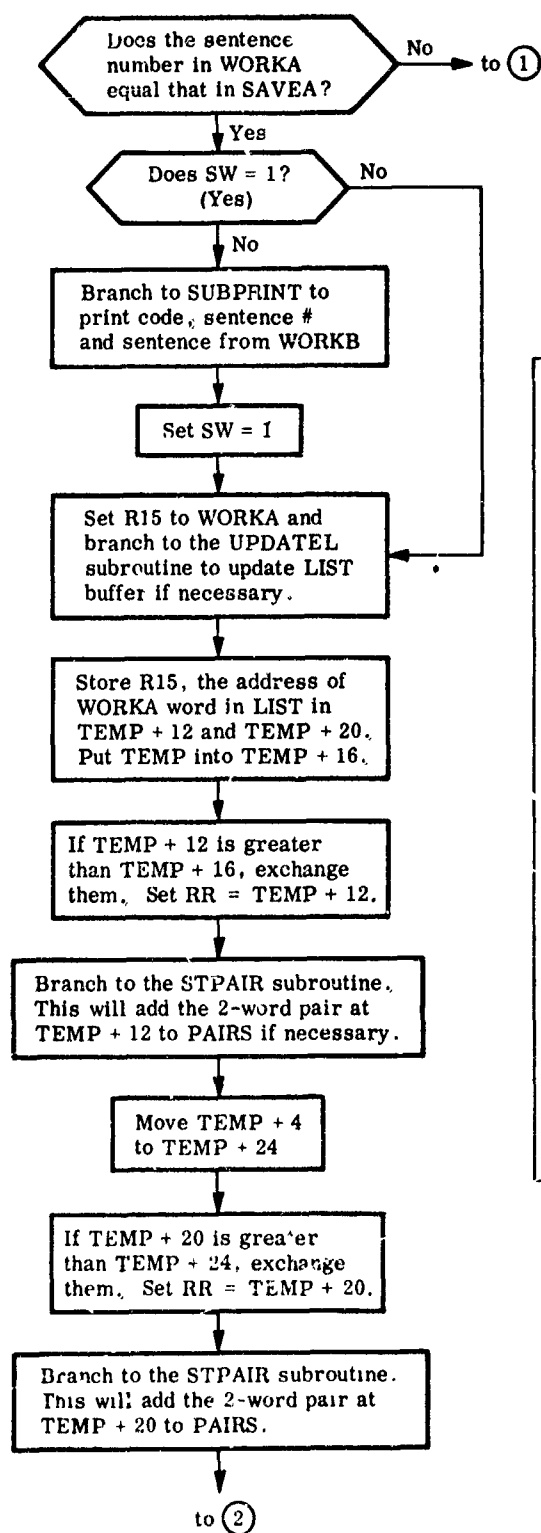 Does the sentence
number in WORKA
equal that in SAVEA?
No
to 1
Yes
Does SW = 1?
(Yes)
No
No
Branch to SUBPRINT to
print code, sentence #
and sentence from WORKB
Set SW = 1
Set R15 to WORKA and
branch to the UPDATEL
subroutine to update LIST
buffer if necessary.
Store R15, the address of
WORKA word in LIST in
TEMP + 12 and TEMP + 20.
Put TEMP into TEMP + 16.
If TEMP + 12 is greater
than TEMP + 16, exchange
them. Set RR = TEMP + 12.
Branch to the STPAIR subroutine.
This will add the 2-word pair at
TEMP + 12 to PAIRS if necessary.
Move TEMP + 4
to TEMP + 24
If TEMP + 20 is greater
than TEMP + 24, exchange
them. Set RR = TEMP + 20.
Branch to the STPAIR subroutine.
This will add the 2-word pair at
TEMP + 20 to PAIRS.
to 2